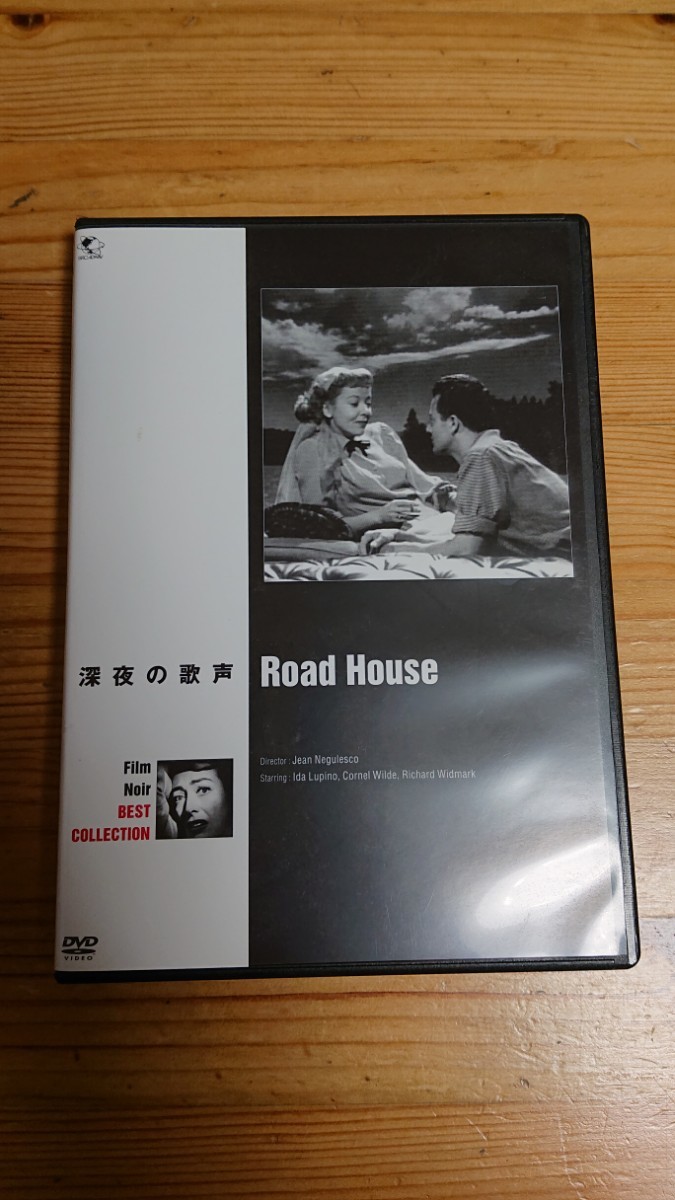 BROADWAY
深夜の歌声
Road House
Director : Jean Negulesco
Starring : Ida Lupino, Cornel Wilde, Richard Widmark
Film
Noir
BEST
COLLECTION
DVD
VIDEO